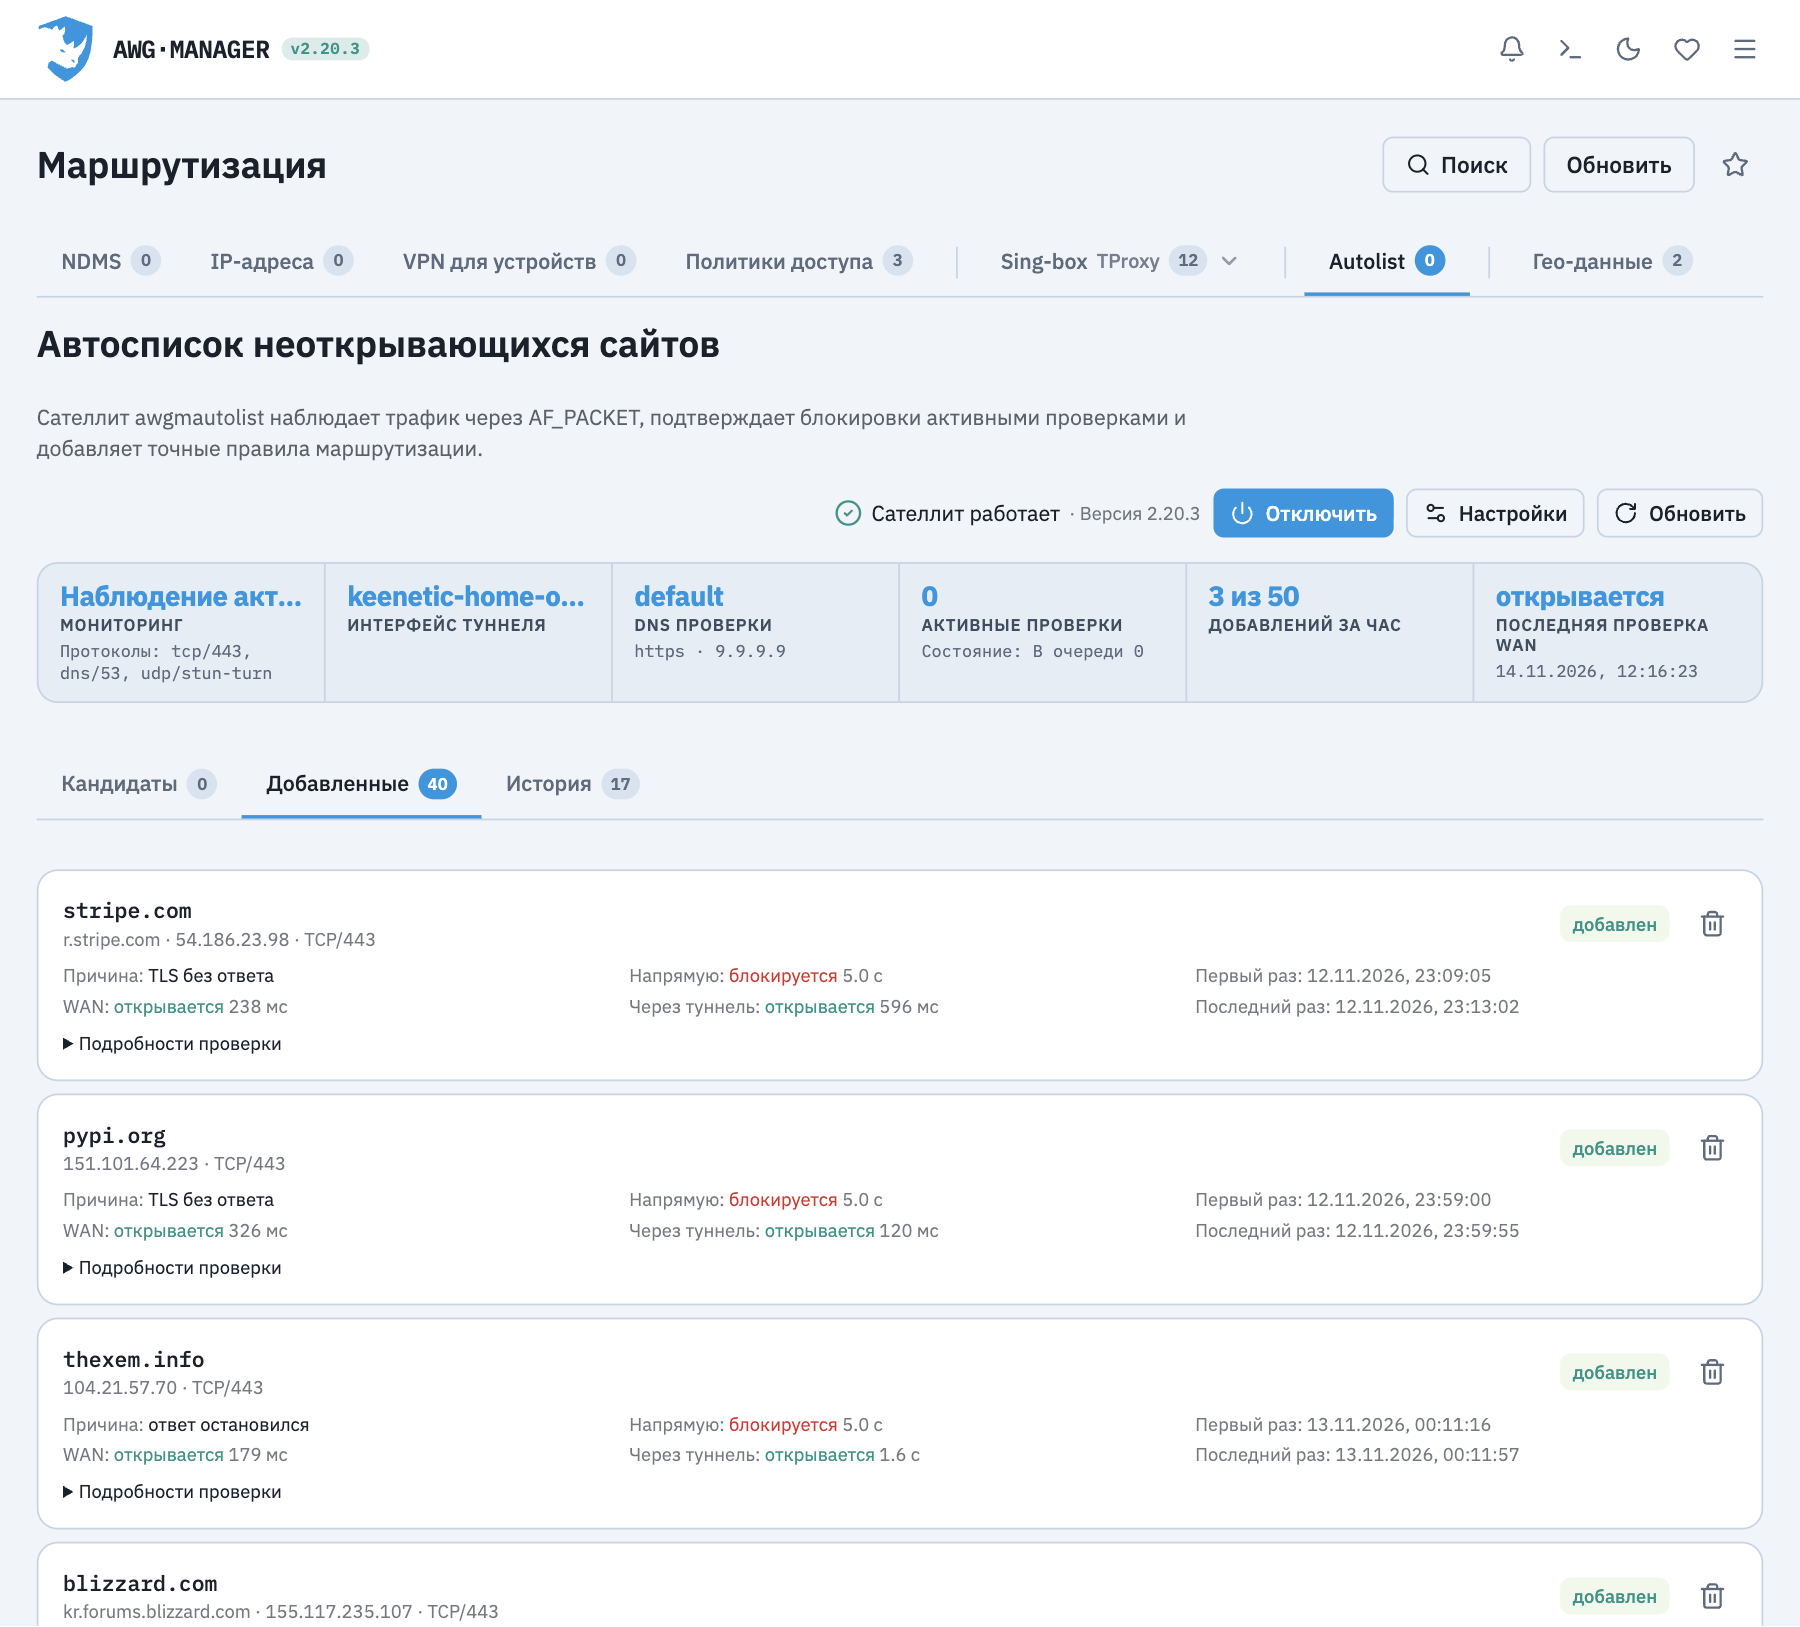 AWG·MANAGER v2.20.3
Маршрутизация
Поиск
Обновить
NDMS 0
IP-адреса 0
VPN для устройств 0
Политики доступа 3
Sing-box TProxy 12
Autolist 0
Гео-данные 2
Автосписок неоткрывающихся сайтов
Сателлит awgmautolist наблюдает трафик через AF_PACKET, подтверждает блокировки активными проверками и
добавляет точные правила маршрутизации.
Сателлит работает · Версия 2.20.3
Отключить
Настройки
Обновить
Наблюдение акт...
МОНИТОРИНГ
Протоколы: tcp/443,
dns/53, udp/stun-turn
keenetic-home-o...
ИНТЕРФЕЙС ТУННЕЛЯ
default
DNS ПРОВЕРКИ
https · 9.9.9.9
0
АКТИВНЫЕ ПРОВЕРКИ
Состояние: В очереди 0
3 из 50
ДОБАВЛЕНИЙ ЗА ЧАС
открывается
ПОСЛЕДНЯЯ ПРОВЕРКА
WAN
14.11.2026, 12:16:23
Кандидаты 0
Добавленные 40
История 17
stripe.com
r.stripe.com · 54.186.23.98 · TCP/443
добавлен
Причина: TLS без ответа
Напрямую: блокируется 5.0 с
Первый раз: 12.11.2026, 23:09:05
WAN: открывается 238 мс
Через туннель: открывается 596 мс
Последний раз: 12.11.2026, 23:13:02
▶ Подробности проверки
pypi.org
151.101.64.223 · TCP/443
добавлен
Причина: TLS без ответа
Напрямую: блокируется 5.0 с
Первый раз: 12.11.2026, 23:59:00
WAN: открывается 326 мс
Через туннель: открывается 120 мс
Последний раз: 12.11.2026, 23:59:55
▶ Подробности проверки
thexem.info
104.21.57.70 · TCP/443
добавлен
Причина: ответ остановился
Напрямую: блокируется 5.0 с
Первый раз: 13.11.2026, 00:11:16
WAN: открывается 179 мс
Через туннель: открывается 1.6 с
Последний раз: 13.11.2026, 00:11:57
▶ Подробности проверки
blizzard.com
kr.forums.blizzard.com · 155.117.235.107 · TCP/443
добавлен